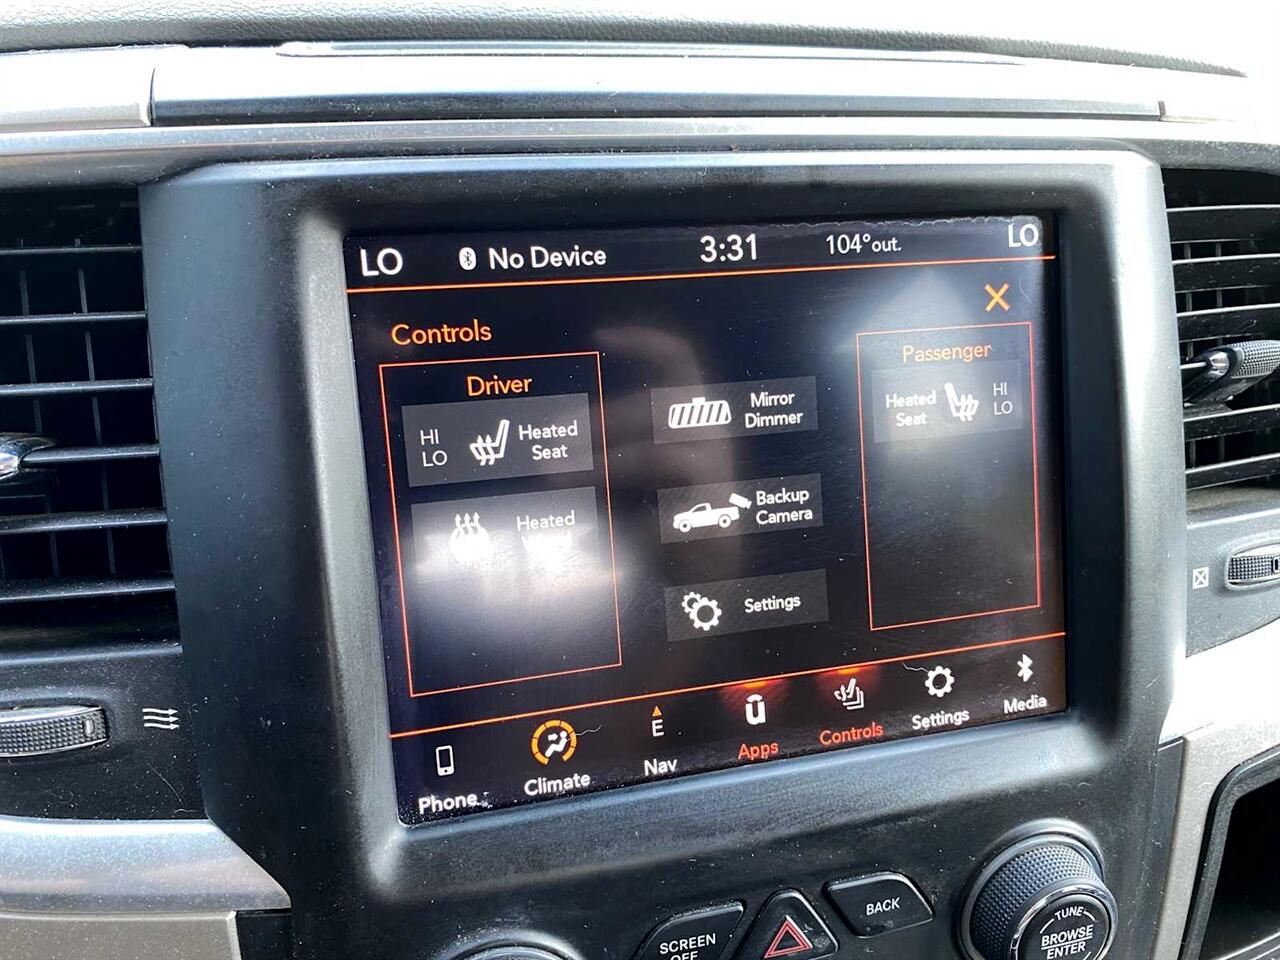 LO No Device 3:31 104°out. LO
Controls
Driver
HI
LO
Heated
Seat
Heated
Mirror
Dimmer
Backup
Camera
Settings
Passenger
Heated
Seat
HI
LO
Phone
Climate
E
Nav
Apps
Controls
Settings
Media
SCREEN
OFF
BACK
TUNE
BROWSE
ENTER